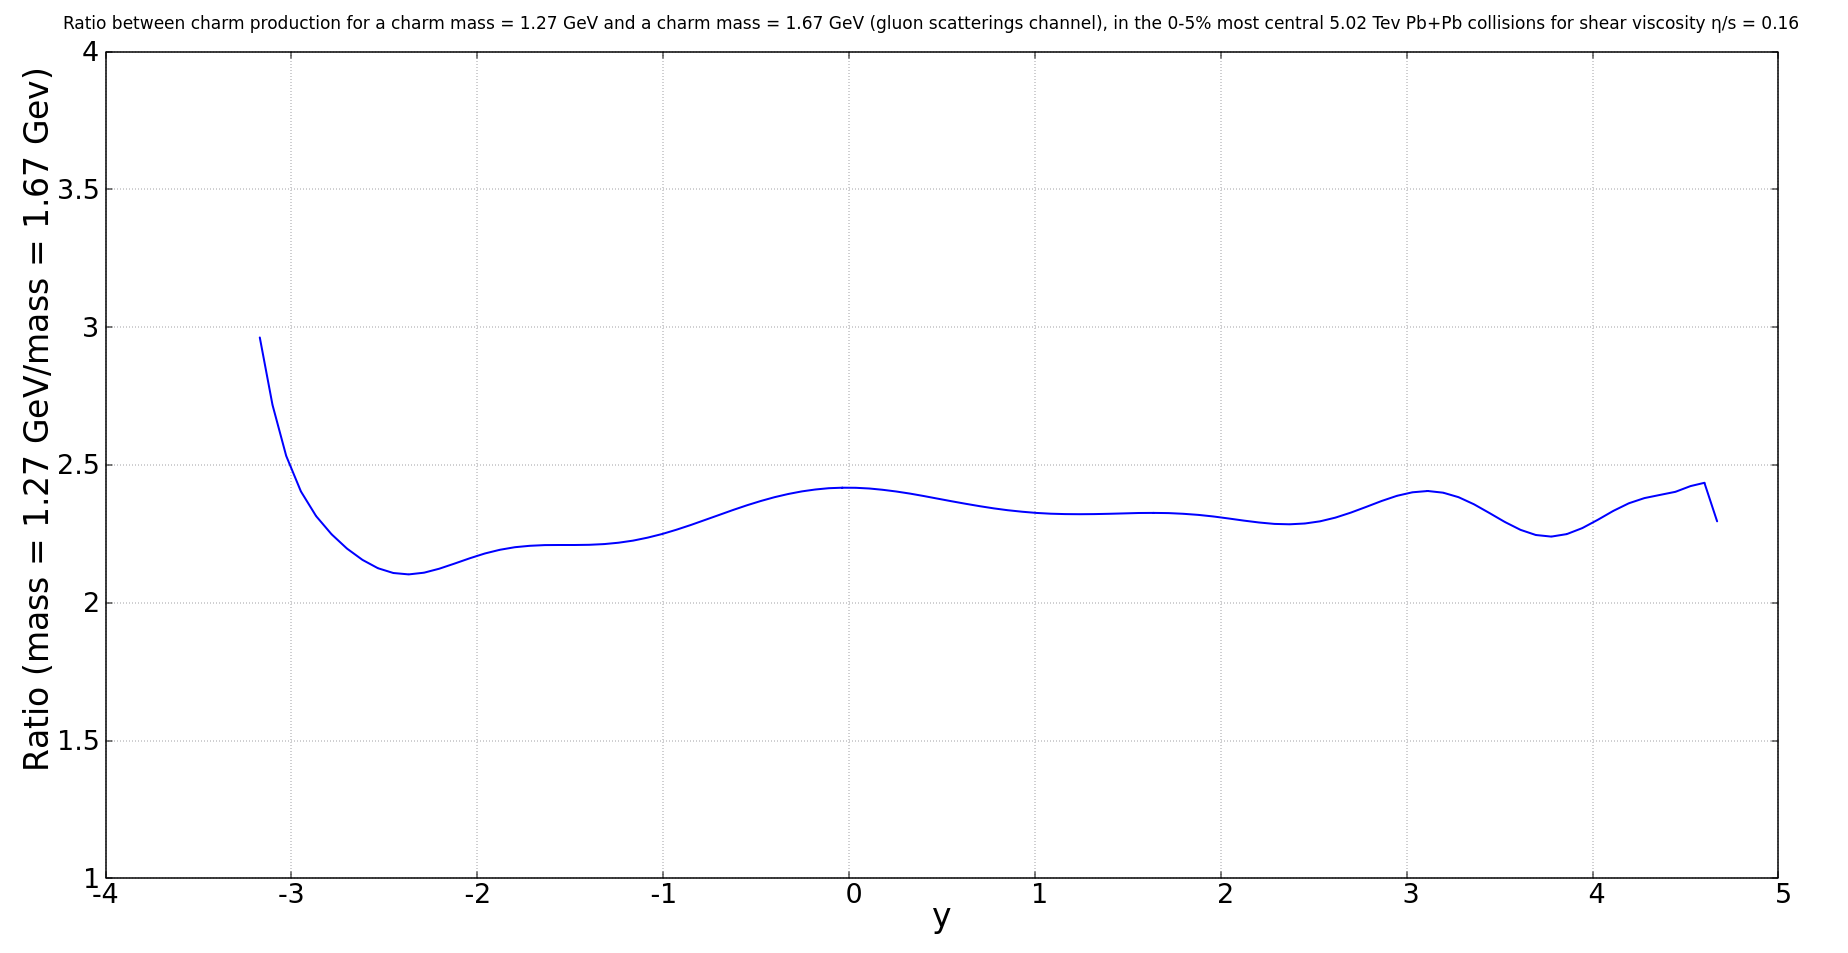 Ratio between charm production for a charm mass = 1.27 GeV and a charm mass = 1.67 GeV (gluon scatterings channel), in the 0-5% most central 5.02 Tev Pb+Pb collisions for shear viscosity η/s = 0.16
Ratio (mass = 1.27 GeV/mass = 1.67 Gev)
4
3.5
3
2.5
2
1.5
1
-4 -3 -2 -1 0 1 2 3 4 5
y